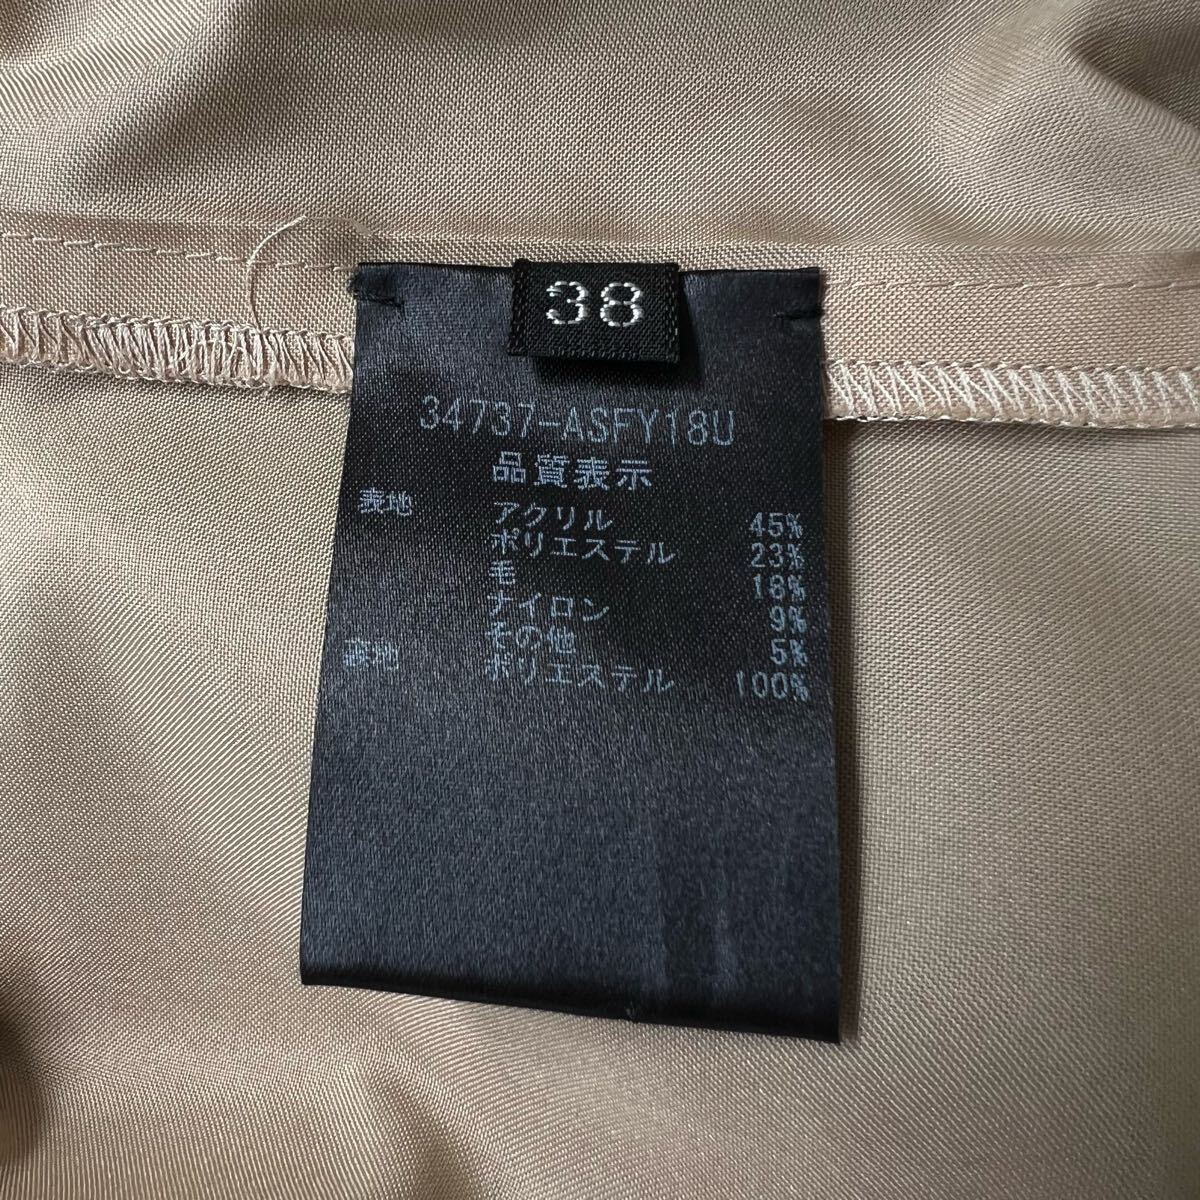 38
34737-ASFY18U
品質表示
表地 アクリル 45%
ポリエステル 23%
毛 18%
ナイロン 9%
その他 5%
裏地 ポリエステル 100%